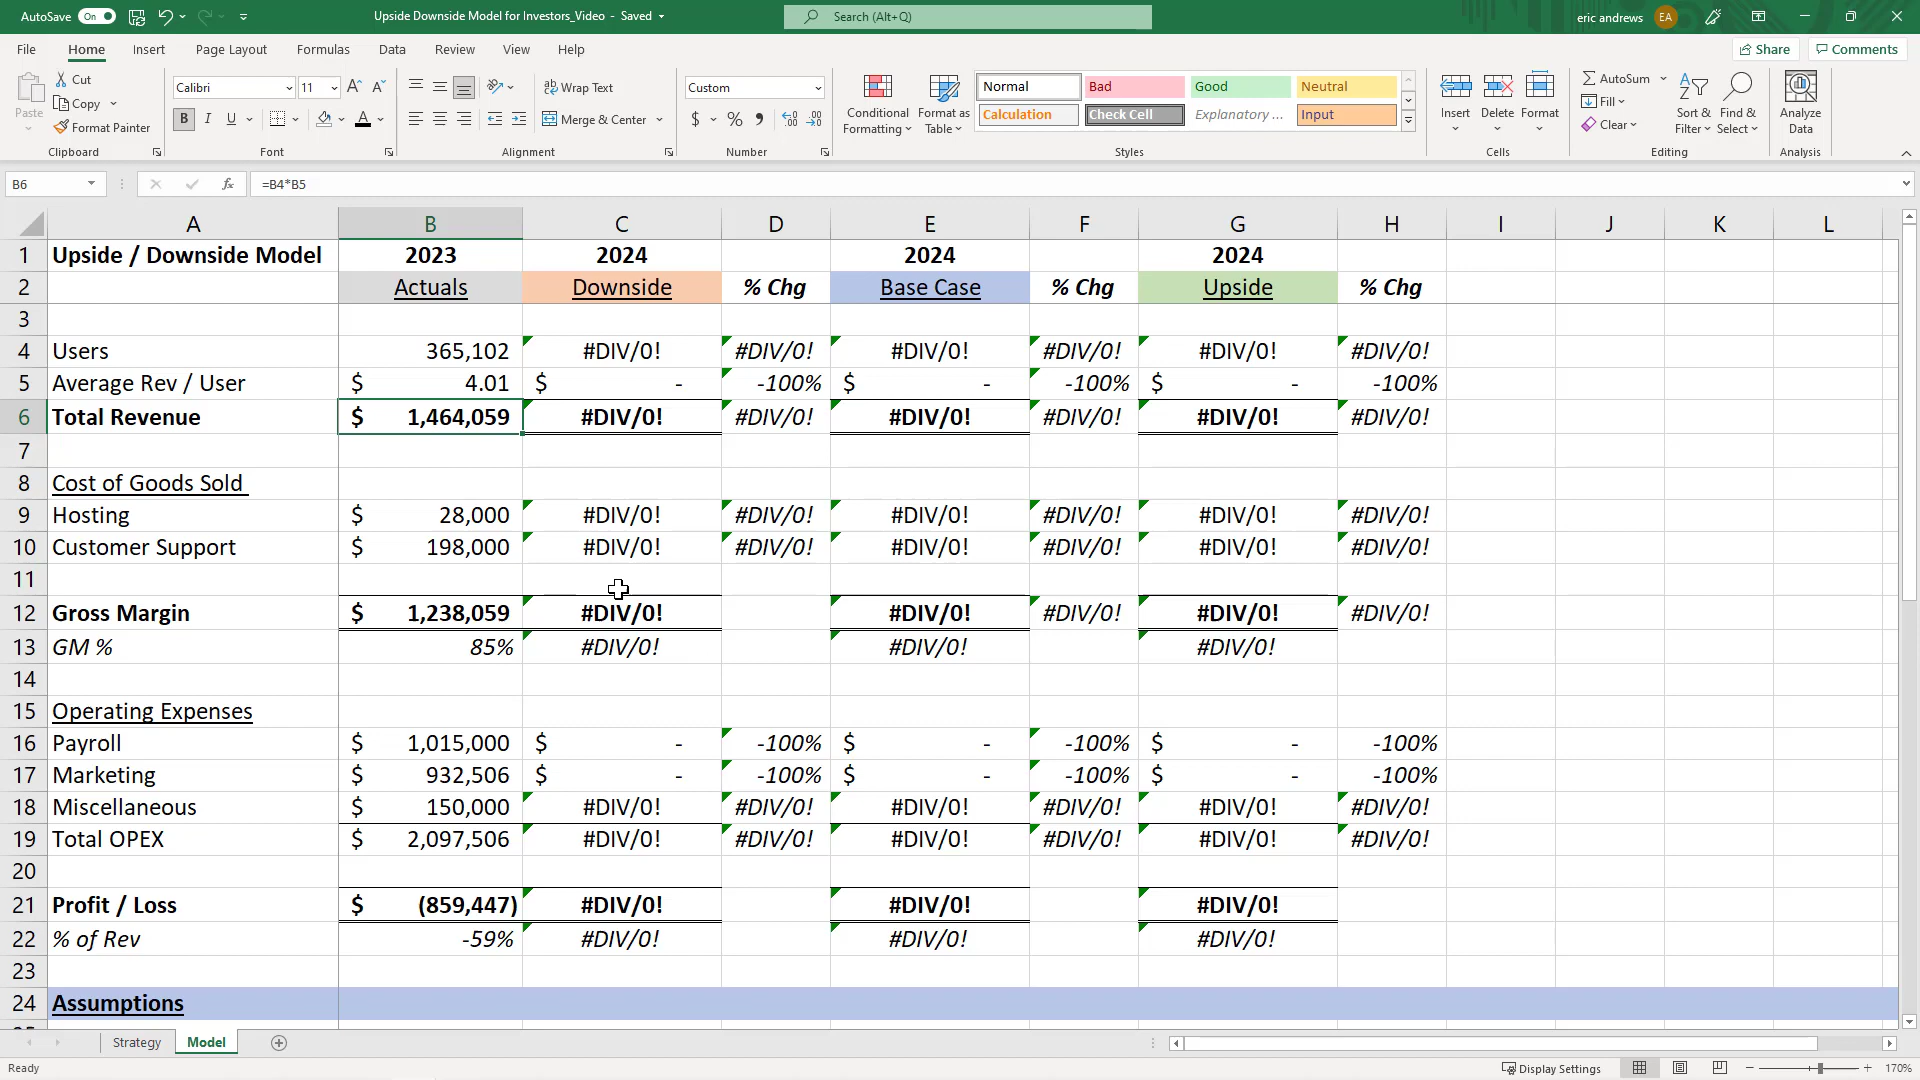 AutoSave On Upside Downside Model for Investors_Video - Saved Search (Alt+Q) eric andrews EA
File Home Insert Page Layout Formulas Data Review View Help Share Comments
Paste Cut Copy Format Painter Clipboard
Calibri 11 B I U A Font
Wrap Text Merge & Center Alignment
Custom $ % Number
Conditional Formatting Format as Table
Normal Bad Good Neutral
Calculation Check Cell Explanatory ... Input
Styles
Insert Delete Format Cells
AutoSum Fill Clear Sort & Filter Find & Select Editing
Analyze Data Analysis
B6 fx =B4*B5
A B C D E F G H I J K L
1 Upside / Downside Model 2023 2024 2024 2024
2 Actuals Downside % Chg Base Case % Chg Upside % Chg
3
4 Users 365,102 #DIV/0! #DIV/0! #DIV/0! #DIV/0! #DIV/0! #DIV/0!
5 Average Rev / User $ 4.01 $ - -100% $ - -100% $ - -100%
6 Total Revenue $ 1,464,059 #DIV/0! #DIV/0! #DIV/0! #DIV/0! #DIV/0! #DIV/0!
7
8 Cost of Goods Sold
9 Hosting $ 28,000 #DIV/0! #DIV/0! #DIV/0! #DIV/0! #DIV/0! #DIV/0!
10 Customer Support $ 198,000 #DIV/0! #DIV/0! #DIV/0! #DIV/0! #DIV/0! #DIV/0!
11
12 Gross Margin $ 1,238,059 #DIV/0! #DIV/0! #DIV/0! #DIV/0! #DIV/0!
13 GM % 85% #DIV/0! #DIV/0! #DIV/0!
14
15 Operating Expenses
16 Payroll $ 1,015,000 $ - -100% $ - -100% $ - -100%
17 Marketing $ 932,506 $ - -100% $ - -100% $ - -100%
18 Miscellaneous $ 150,000 #DIV/0! #DIV/0! #DIV/0! #DIV/0! #DIV/0! #DIV/0!
19 Total OPEX $ 2,097,506 #DIV/0! #DIV/0! #DIV/0! #DIV/0! #DIV/0! #DIV/0!
20
21 Profit / Loss $ (859,447) #DIV/0! #DIV/0! #DIV/0!
22 % of Rev -59% #DIV/0! #DIV/0! #DIV/0!
23
24 Assumptions
Strategy Model
Ready Display Settings 170%